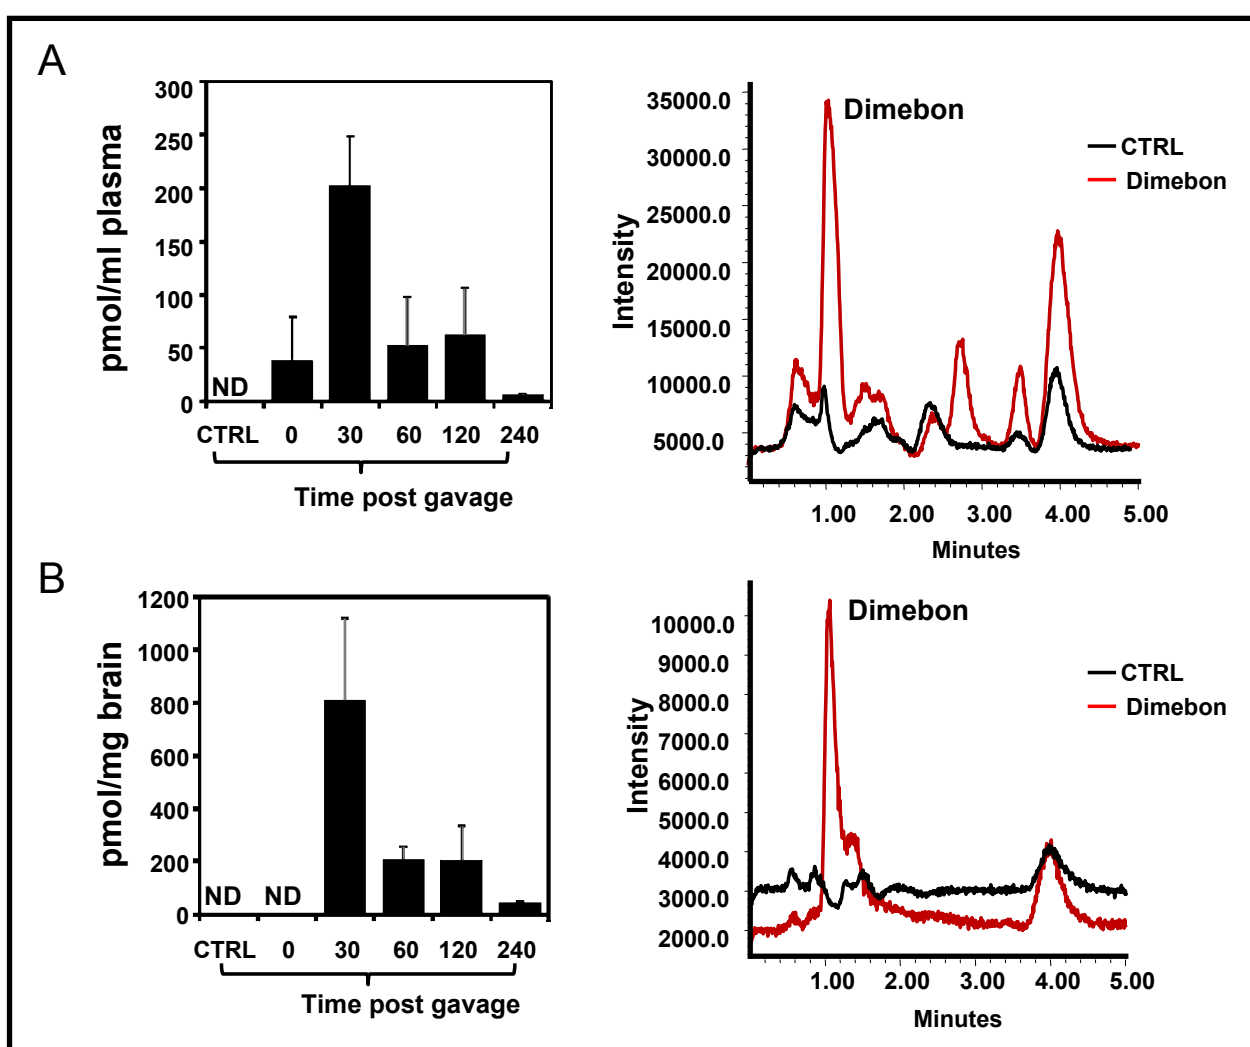 A
300
250
200
150
100
50
0
pmol/ml plasma
ND
CTRL 0 30 60 120 240
Time post gavage
35000.0
30000.0
25000.0
20000.0
15000.0
10000.0
5000.0
Intensity
Dimebon
CTRL
Dimebon
1.00 2.00 3.00 4.00 5.00
Minutes
B
1200
1000
800
600
400
200
0
pmol/mg brain
ND ND
CTRL 0 30 60 120 240
Time post gavage
10000.0
9000.0
8000.0
7000.0
6000.0
5000.0
4000.0
3000.0
2000.0
Intensity
Dimebon
CTRL
Dimebon
1.00 2.00 3.00 4.00 5.00
Minutes